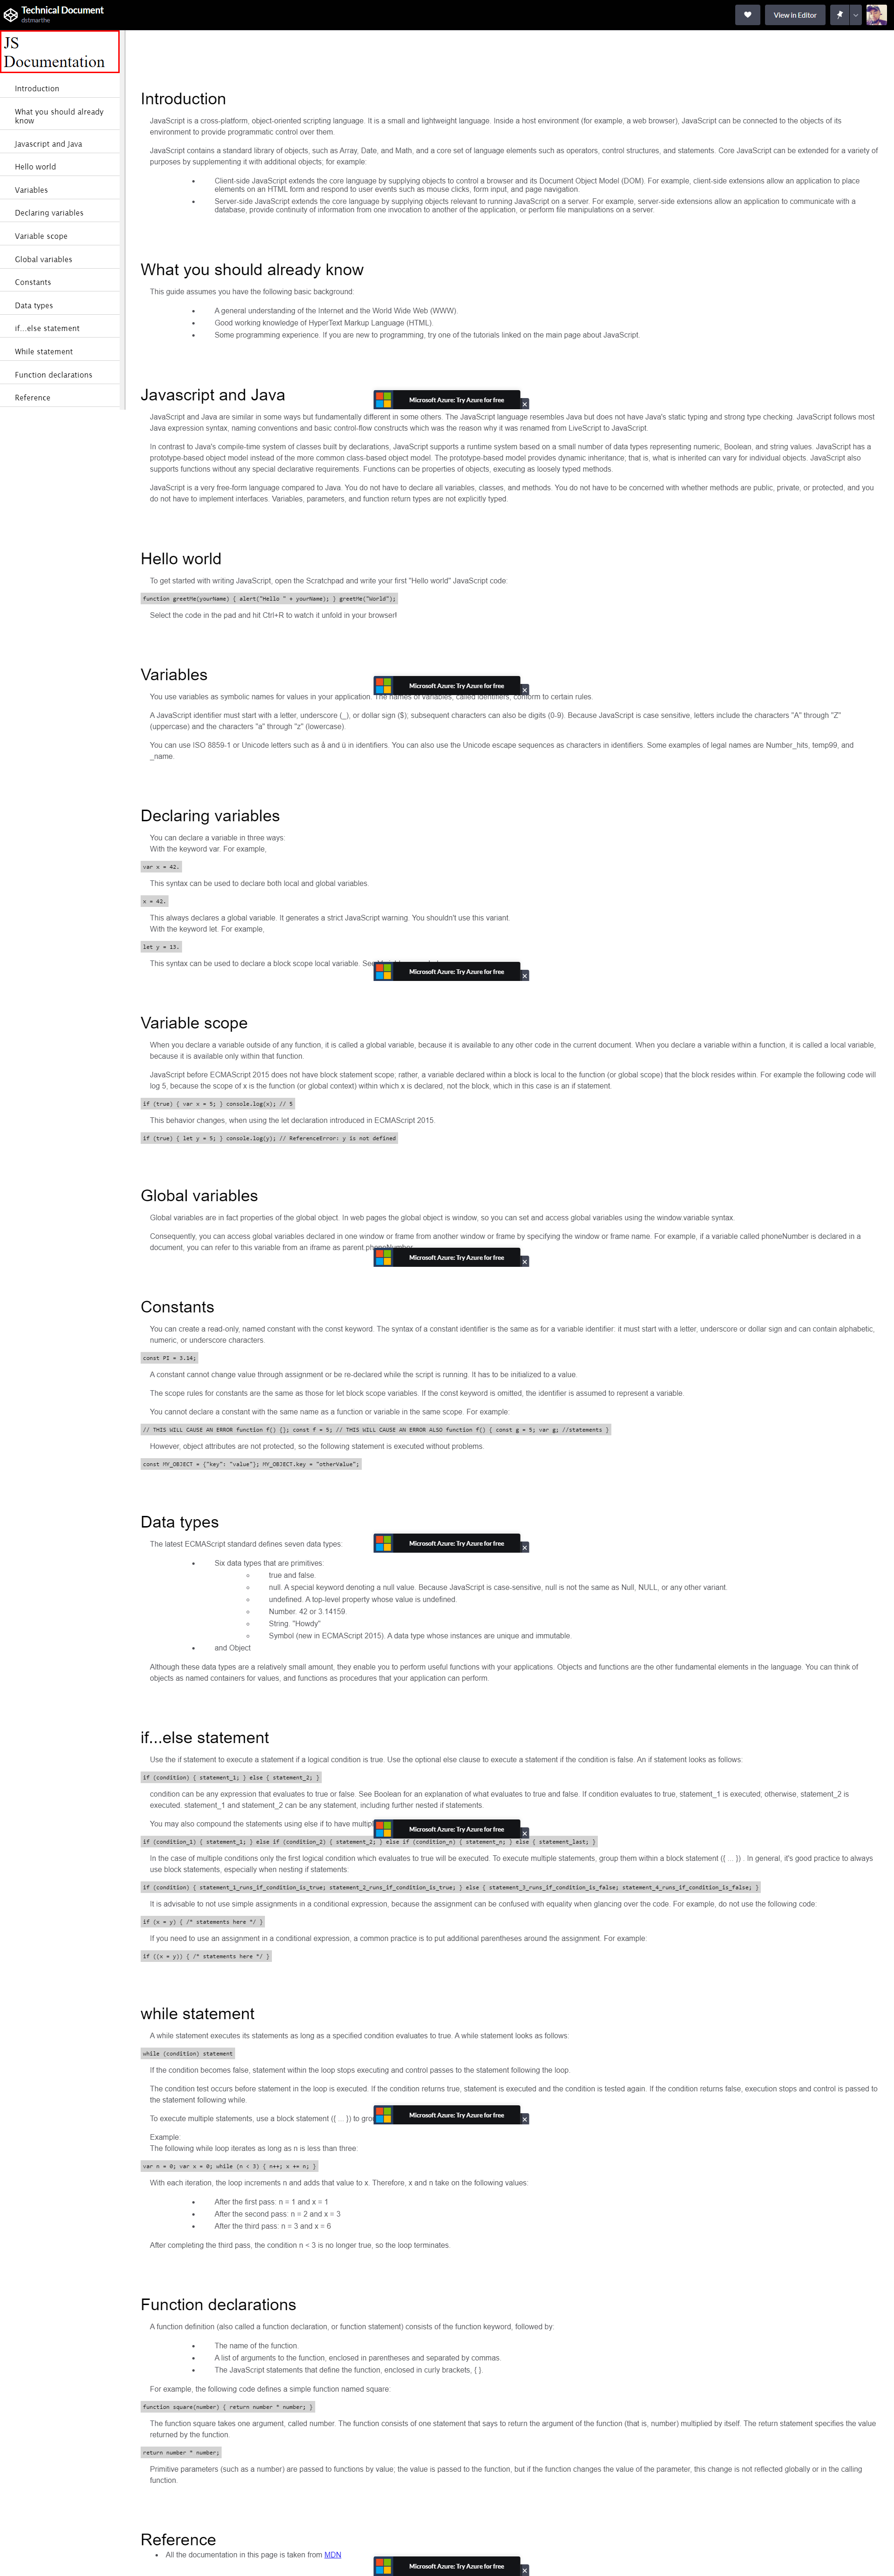 Technical Document
dstmarthe
View in Editor
JS
Documentation
Introduction
What you should already
know
Javascript and Java
Hello world
Variables
Declaring variables
Variable scope
Global variables
Constants
Data types
if...else statement
While statement
Function declarations
Reference
Introduction
JavaScript is a cross-platform, object-oriented scripting language. It is a small and lightweight language. Inside a host environment (for example, a web browser), JavaScript can be connected to the objects of its
environment to provide programmatic control over them.
JavaScript contains a standard library of objects, such as Array, Date, and Math, and a core set of language elements such as operators, control structures, and statements. Core JavaScript can be extended for a variety of
purposes by supplementing it with additional objects; for example:
• Client-side JavaScript extends the core language by supplying objects to control a browser and its Document Object Model (DOM). For example, client-side extensions allow an application to place
elements on an HTML form and respond to user events such as mouse clicks, form input, and page navigation.
• Server-side JavaScript extends the core language by supplying objects relevant to running JavaScript on a server. For example, server-side extensions allow an application to communicate with a
database, provide continuity of information from one invocation to another of the application, or perform file manipulations on a server.
What you should already know
This guide assumes you have the following basic background:
• A general understanding of the Internet and the World Wide Web (WWW).
• Good working knowledge of HyperText Markup Language (HTML).
• Some programming experience. If you are new to programming, try one of the tutorials linked on the main page about JavaScript.
Javascript and Java
Microsoft Azure: Try Azure for free
JavaScript and Java are similar in some ways but fundamentally different in some others. The JavaScript language resembles Java but does not have Java's static typing and strong type checking. JavaScript follows most
Java expression syntax, naming conventions and basic control-flow constructs which was the reason why it was renamed from LiveScript to JavaScript.
In contrast to Java's compile-time system of classes built by declarations, JavaScript supports a runtime system based on a small number of data types representing numeric, Boolean, and string values. JavaScript has a
prototype-based object model instead of the more common class-based object model. The prototype-based model provides dynamic inheritance; that is, what is inherited can vary for individual objects. JavaScript also
supports functions without any special declarative requirements. Functions can be properties of objects, executing as loosely typed methods.
JavaScript is a very free-form language compared to Java. You do not have to declare all variables, classes, and methods. You do not have to be concerned with whether methods are public, private, or protected, and you
do not have to implement interfaces. Variables, parameters, and function return types are not explicitly typed.
Hello world
To get started with writing JavaScript, open the Scratchpad and write your first "Hello world" JavaScript code:
function greetMe(yourName) { alert("Hello " + yourName); } greetMe("World");
Select the code in the pad and hit Ctrl+R to watch it unfold in your browser!
Variables
Microsoft Azure: Try Azure for free
You use variables as symbolic names for values in your application. The names of variables, called identifiers, conform to certain rules.
A JavaScript identifier must start with a letter, underscore (_), or dollar sign ($); subsequent characters can also be digits (0-9). Because JavaScript is case sensitive, letters include the characters "A" through "Z"
(uppercase) and the characters "a" through "z" (lowercase).
You can use ISO 8859-1 or Unicode letters such as å and ü in identifiers. You can also use the Unicode escape sequences as characters in identifiers. Some examples of legal names are Number_hits, temp99, and
_name.
Declaring variables
You can declare a variable in three ways:
With the keyword var. For example,
var x = 42.
This syntax can be used to declare both local and global variables.
x = 42.
This always declares a global variable. It generates a strict JavaScript warning. You shouldn't use this variant.
With the keyword let. For example,
let y = 13.
This syntax can be used to declare a block scope local variable. See
Microsoft Azure: Try Azure for free
Variable scope
When you declare a variable outside of any function, it is called a global variable, because it is available to any other code in the current document. When you declare a variable within a function, it is called a local variable,
because it is available only within that function.
JavaScript before ECMAScript 2015 does not have block statement scope; rather, a variable declared within a block is local to the function (or global scope) that the block resides within. For example the following code will
log 5, because the scope of x is the function (or global context) within which x is declared, not the block, which in this case is an if statement.
if (true) { var x = 5; } console.log(x); // 5
This behavior changes, when using the let declaration introduced in ECMAScript 2015.
if (true) { let y = 5; } console.log(y); // ReferenceError: y is not defined
Global variables
Global variables are in fact properties of the global object. In web pages the global object is window, so you can set and access global variables using the window.variable syntax.
Consequently, you can access global variables declared in one window or frame from another window or frame by specifying the window or frame name. For example, if a variable called phoneNumber is declared in a
document, you can refer to this variable from an iframe as parent.phoneNumber.
Microsoft Azure: Try Azure for free
Constants
You can create a read-only, named constant with the const keyword. The syntax of a constant identifier is the same as for a variable identifier: it must start with a letter, underscore or dollar sign and can contain alphabetic,
numeric, or underscore characters.
const PI = 3.14;
A constant cannot change value through assignment or be re-declared while the script is running. It has to be initialized to a value.
The scope rules for constants are the same as those for let block scope variables. If the const keyword is omitted, the identifier is assumed to represent a variable.
You cannot declare a constant with the same name as a function or variable in the same scope. For example:
// THIS WILL CAUSE AN ERROR function f() {}; const f = 5; // THIS WILL CAUSE AN ERROR ALSO function f() { const g = 5; var g; //statements }
However, object attributes are not protected, so the following statement is executed without problems.
const MY_OBJECT = {"key": "value"}; MY_OBJECT.key = "otherValue";
Data types
The latest ECMAScript standard defines seven data types:
Microsoft Azure: Try Azure for free
• Six data types that are primitives:
○ true and false.
○ null. A special keyword denoting a null value. Because JavaScript is case-sensitive, null is not the same as Null, NULL, or any other variant.
○ undefined. A top-level property whose value is undefined.
○ Number. 42 or 3.14159.
○ String. "Howdy"
○ Symbol (new in ECMAScript 2015). A data type whose instances are unique and immutable.
• and Object
Although these data types are a relatively small amount, they enable you to perform useful functions with your applications. Objects and functions are the other fundamental elements in the language. You can think of
objects as named containers for values, and functions as procedures that your application can perform.
if...else statement
Use the if statement to execute a statement if a logical condition is true. Use the optional else clause to execute a statement if the condition is false. An if statement looks as follows:
if (condition) { statement_1; } else { statement_2; }
condition can be any expression that evaluates to true or false. See Boolean for an explanation of what evaluates to true and false. If condition evaluates to true, statement_1 is executed; otherwise, statement_2 is
executed. statement_1 and statement_2 can be any statement, including further nested if statements.
You may also compound the statements using else if to have
Microsoft Azure: Try Azure for free
if (condition_1) { statement_1; } else if (condition_2) { statement_2; } else if (condition_n) { statement_n; } else { statement_last; }
In the case of multiple conditions only the first logical condition which evaluates to true will be executed. To execute multiple statements, group them within a block statement ({ ... }) . In general, it's good practice to always
use block statements, especially when nesting if statements:
if (condition) { statement_1_runs_if_condition_is_true; statement_2_runs_if_condition_is_true; } else { statement_3_runs_if_condition_is_false; statement_4_runs_if_condition_is_false; }
It is advisable to not use simple assignments in a conditional expression, because the assignment can be confused with equality when glancing over the code. For example, do not use the following code:
if (x = y) { /* statements here */ }
If you need to use an assignment in a conditional expression, a common practice is to put additional parentheses around the assignment. For example:
if ((x = y)) { /* statements here */ }
while statement
A while statement executes its statements as long as a specified condition evaluates to true. A while statement looks as follows:
while (condition) statement
If the condition becomes false, statement within the loop stops executing and control passes to the statement following the loop.
The condition test occurs before statement in the loop is executed. If the condition returns true, statement is executed and the condition is tested again. If the condition returns false, execution stops and control is passed to
the statement following while.
To execute multiple statements, use a block statement ({ ... }) to
Microsoft Azure: Try Azure for free
Example:
The following while loop iterates as long as n is less than three:
var n = 0; var x = 0; while (n < 3) { n++; x += n; }
With each iteration, the loop increments n and adds that value to x. Therefore, x and n take on the following values:
• After the first pass: n = 1 and x = 1
• After the second pass: n = 2 and x = 3
• After the third pass: n = 3 and x = 6
After completing the third pass, the condition n < 3 is no longer true, so the loop terminates.
Function declarations
A function definition (also called a function declaration, or function statement) consists of the function keyword, followed by:
• The name of the function.
• A list of arguments to the function, enclosed in parentheses and separated by commas.
• The JavaScript statements that define the function, enclosed in curly brackets, { }.
For example, the following code defines a simple function named square:
function square(number) { return number * number; }
The function square takes one argument, called number. The function consists of one statement that says to return the argument of the function (that is, number) multiplied by itself. The return statement specifies the value
returned by the function.
return number * number;
Primitive parameters (such as a number) are passed to functions by value; the value is passed to the function, but if the function changes the value of the parameter, this change is not reflected globally or in the calling
function.
Reference
• All the documentation in this page is taken from MDN
Microsoft Azure: Try Azure for free